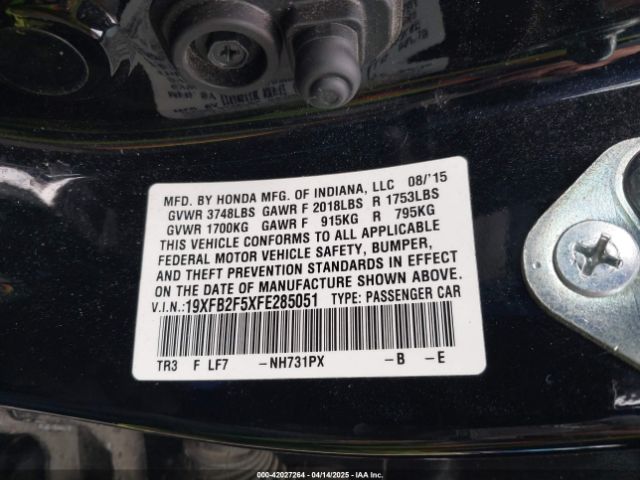 MFD. BY HONDA MFG. OF INDIANA, LLC 08/'15
GVWR 3748LBS GAWR F 2018LBS R 1753LBS
GVWR 1700KG GAWR F 915KG R 795KG
THIS VEHICLE CONFORMS TO ALL APPLICABLE
FEDERAL MOTOR VEHICLE SAFETY, BUMPER,
AND THEFT PREVENTION STANDARDS IN EFFECT
ON THE DATE OF MANUFACTURE SHOWN ABOVE.
V.I.N.:19XFB2F5XFE285051 TYPE: PASSENGER CAR
TR3 F LF7 -NH731PX -B -E
000-42027264 - 04/14/2025 - IAA Inc.